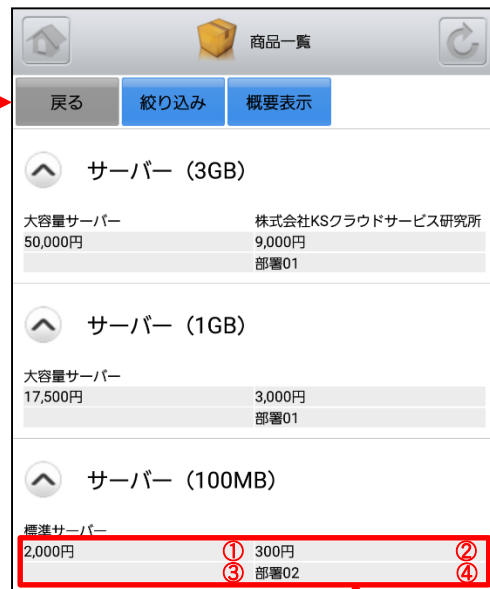 商品一覧
戻る 絞り込み 概要表示
サーバー（3GB）
大容量サーバー 株式会社KSクラウドサービス研究所
50,000円 9,000円
部署01
サーバー（1GB）
大容量サーバー
17,500円 3,000円
部署01
サーバー（100MB）
標準サーバー
2,000円 ① 300円 ②
③ 部署02 ④